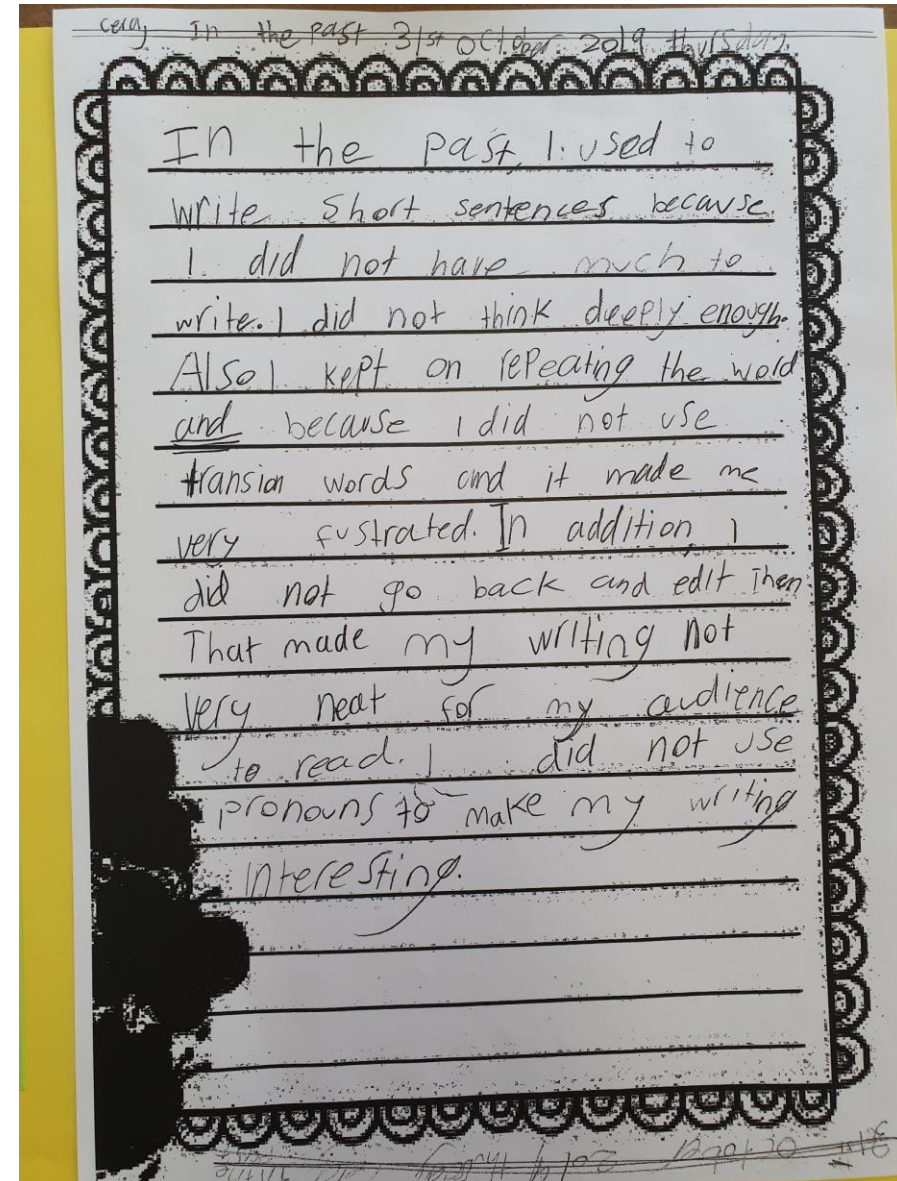 In the past 31st October 2019 thursday.
In the past, I used to
write short sentences because
I did not have much to
write. I did not think deeply enough.
Also I kept on repeating the word
and because I did not use
transion words and it made me
very fustrated. In addition, I
did not go back and edit Then
That made my writing not
very neat for my audience
to read. I did not use
pronouns to make my writing
interesting.